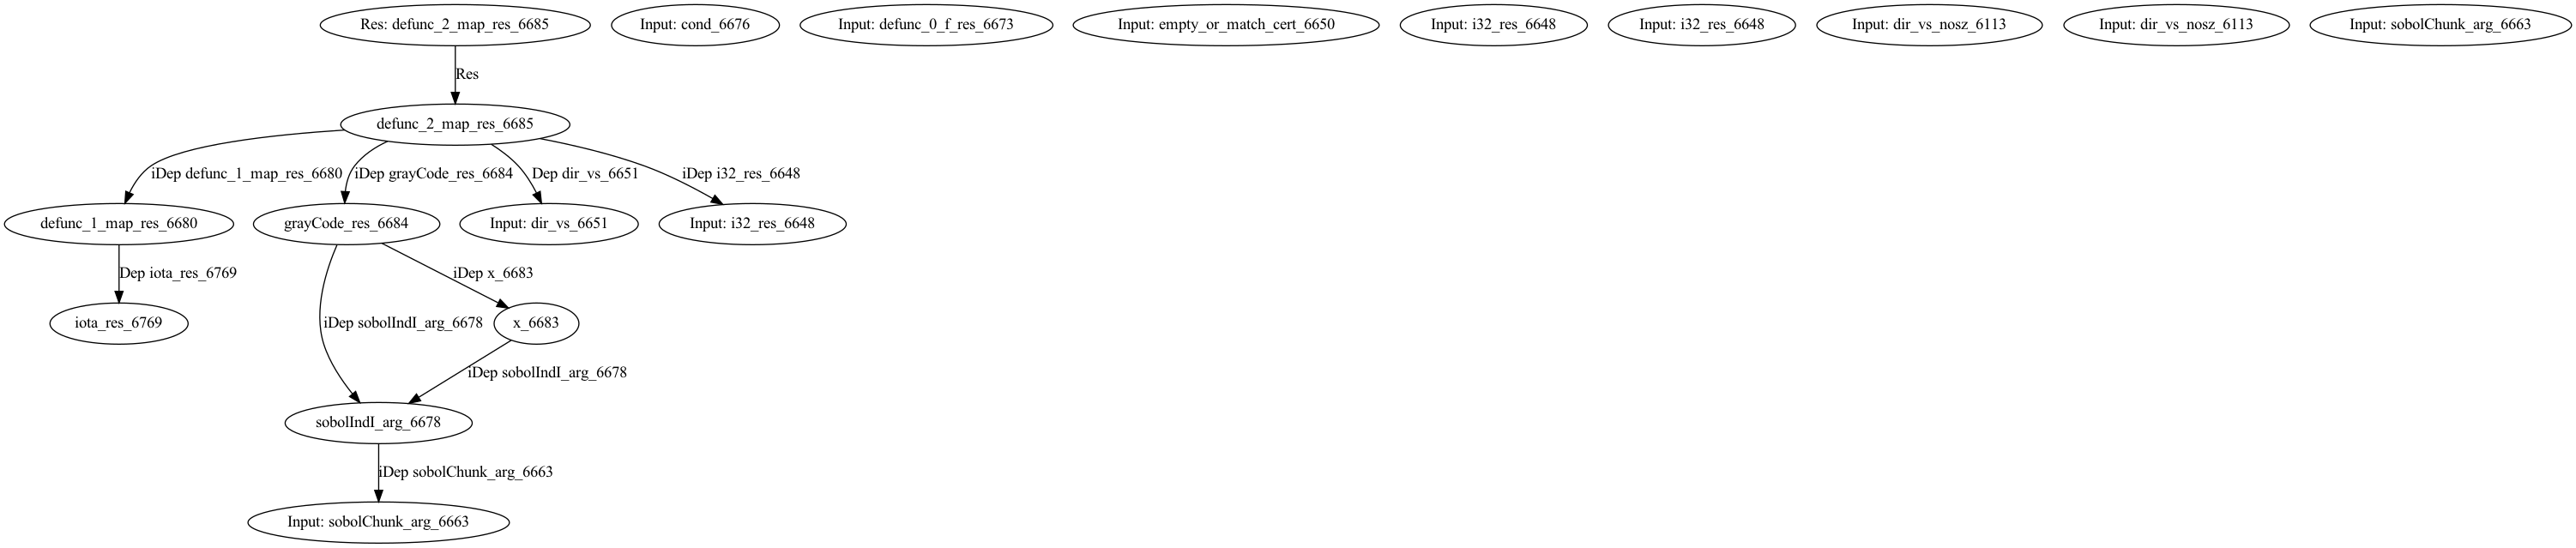 Res: defunc_2_map_res_6685
Input: cond_6676
Input: defunc_0_f_res_6673
Input: empty_or_match_cert_6650
Input: i32_res_6648
Input: i32_res_6648
Input: dir_vs_nosz_6113
Input: dir_vs_nosz_6113
Input: sobolChunk_arg_6663
Res
defunc_2_map_res_6685
iDep defunc_1_map_res_6680
iDep grayCode_res_6684
Dep dir_vs_6651
iDep i32_res_6648
defunc_1_map_res_6680
grayCode_res_6684
Input: dir_vs_6651
Input: i32_res_6648
Dep iota_res_6769
iDep x_6683
iota_res_6769
iDep sobolIndI_arg_6678
x_6683
iDep sobolIndI_arg_6678
sobolIndI_arg_6678
iDep sobolChunk_arg_6663
Input: sobolChunk_arg_6663